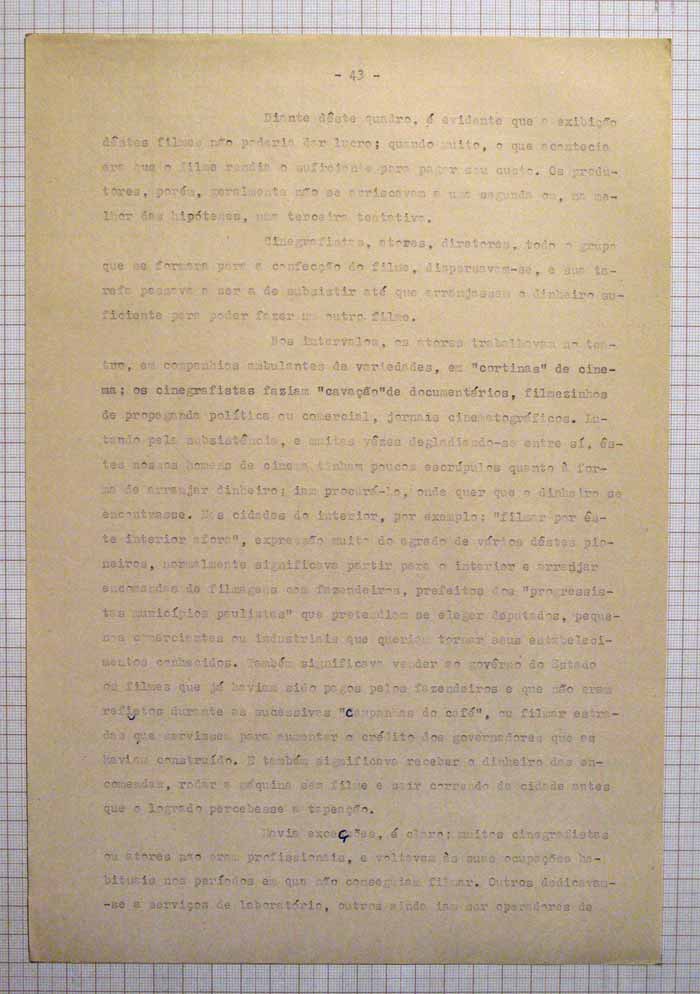 - 43 -
Diante dêste quadro, é evidente que a exibição
dêstes filmes não poderia dar lucro; quando muito, o que acontecia
era que o filme rendia o suficiente para pagar seu custo. Os produ-
tores, porém, geralmente não se arriscavam a uma segunda ou, na me-
lhor das hipóteses, uma terceira tentativa.
Cinegrafistas, atores, diretores, todo o grupo
que se formara para a confecção do filme, dispersavam-se, e sua ta-
refa passava a ser a de subsistir até que arranjassem o dinheiro su-
ficiente para poder fazer um outro filme.
Nos intervalos, os atores trabalhavam no tea-
tro, em companhias ambulantes de variedades, em "cortinas" de cine-
ma; os cinegrafistas faziam "cavação"de documentários, filmezinhos
de propaganda política ou comercial, jornais cinematográficos. Lu-
tando pela subsistência, e muitas vêzes degladiando-se entre sí, ês-
tes nossos homens de cinema tinham poucos escrúpulos quanto à for-
ma de arranjar dinheiro; iam procurá-lo, onde quer que o dinheiro se
encontrasse. Nas cidades do interior, por exemplo: "filmar por ês-
te interior afora", expressão muito do agrado de vários dêstes pio-
neiros, normalmente significava partir para o interior e arranjar
encomendas de filmagens com fazendeiros, prefeitos dos "progressis-
tas municípios paulistas" que pretendiam se eleger deputados, peque-
nos comerciantes ou industriais que queriam tornar seus estabeleci-
mentos conhecidos. Também significava vender ao govêrno do Estado
os filmes que já haviam sido pagos pelos fazendeiros e que não eram
refeitos durante as sucessivas "Campanhas do café", ou filmar estra-
das que servissem para aumentar o crédito dos governadores que as
haviam construído. E também significava receber o dinheiro das en-
comendas, rodar a máquina sem filme e sair correndo da cidade antes
que o logrado percebesse a tapeação.
Havia exceções, é claro; muitos cinegrafistas
ou atores não eram profissionais, e voltavam às suas ocupações ha-
bituais nos períodos em que não conseguiam filmar. Outros dedicavam-
-se a serviços de laboratório, outros ainda iam ser operadores de